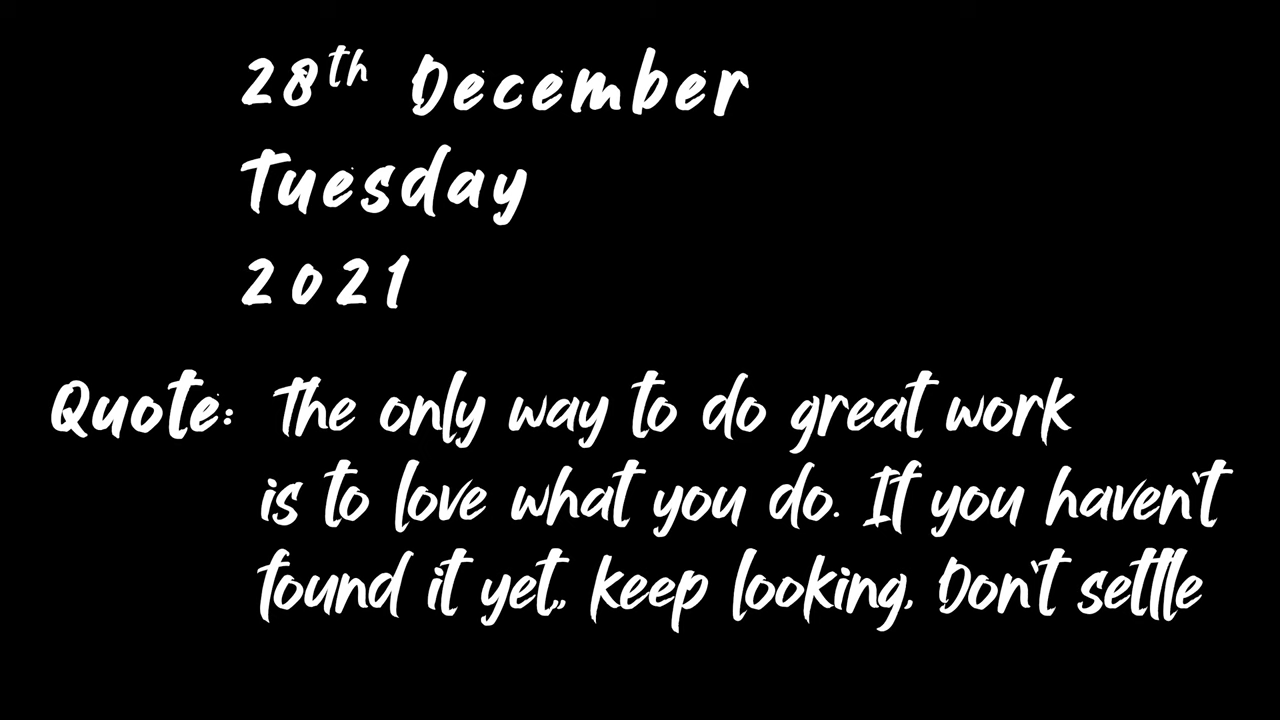 28th December
Tuesday
2021
Quote: The only way to do great work
is to love what you do. If you haven't
found it yet,, keep looking, Don't settle